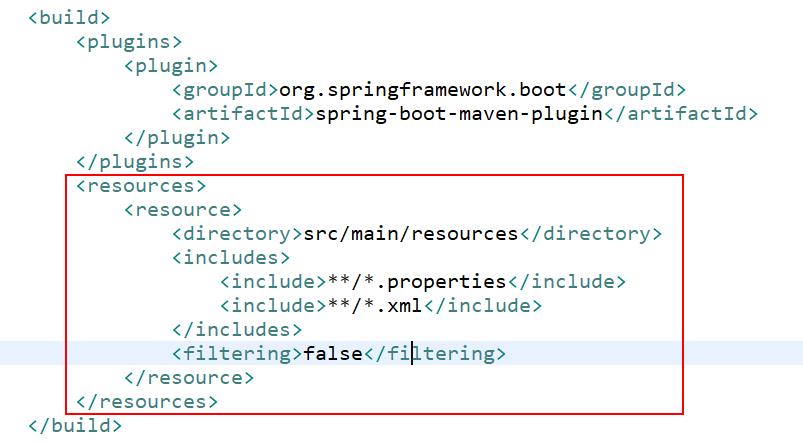 <build>
<plugins>
<plugin>
<groupId>org.springframework.boot</groupId>
<artifactId>spring-boot-maven-plugin</artifactId>
</plugin>
</plugins>
<resources>
<resource>
<directory>src/main/resources</directory>
<includes>
<include>**/*.properties</include>
<include>**/*.xml</include>
</includes>
<filtering>false</filtering>
</resource>
</resources>
</build>